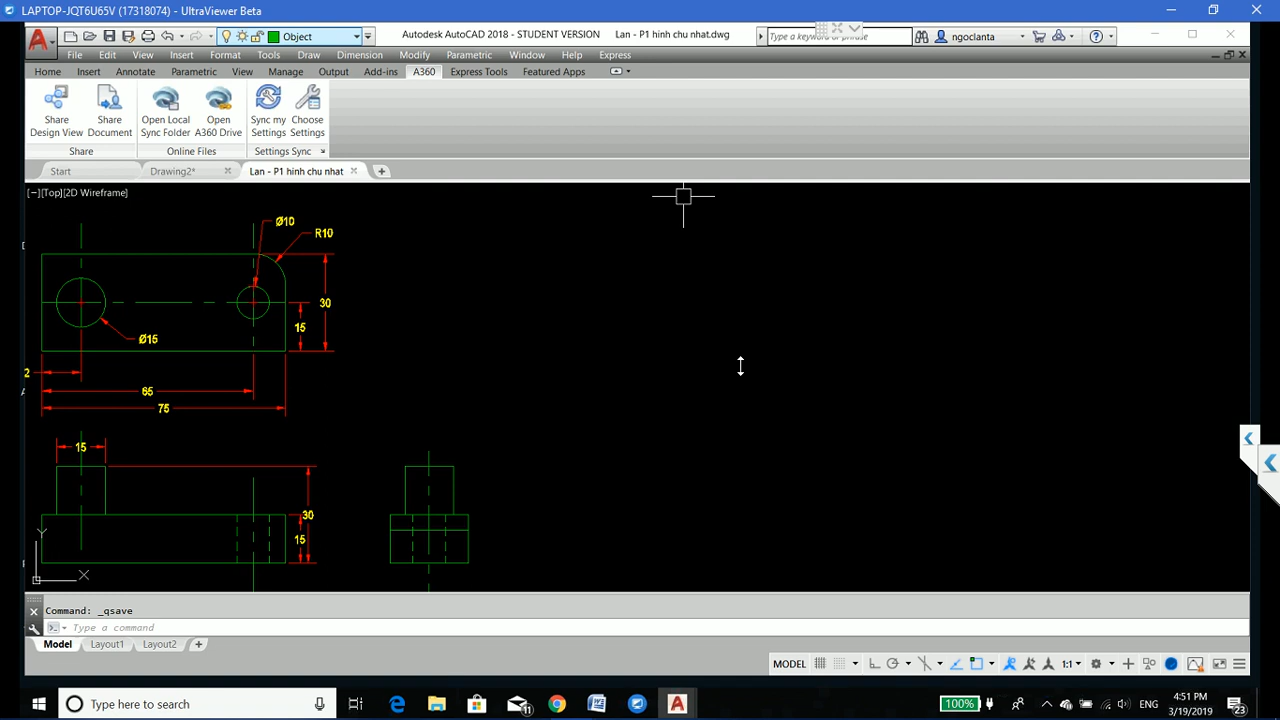 LAPTOP-JQT6U65V (17318074) - UltraViewer Beta
Object
Autodesk AutoCAD 2018 - STUDENT VERSION
Lan - P1 hinh chu nhat.dwg
Type a keyword or phrase
ngoclanta
File Edit View Insert Format Tools Draw Dimension Modify Parametric Window Help Express
Home Insert Annotate Parametric View Manage Output Add-ins A360 Express Tools Featured Apps
Share Design View
Share Document
Open Local Sync Folder
Open A360 Drive
Sync my Settings
Choose Settings
Share
Online Files
Settings Sync
Start
Drawing2*
Lan - P1 hinh chu nhat
[−][Top][2D Wireframe]
Ø10
R10
30
15
Ø15
2
65
75
15
30
15
Y
X
Command: _qsave
Type a command
Model Layout1 Layout2
MODEL
1:1
Type here to search
11
100%
ENG
4:51 PM
3/19/2019
23